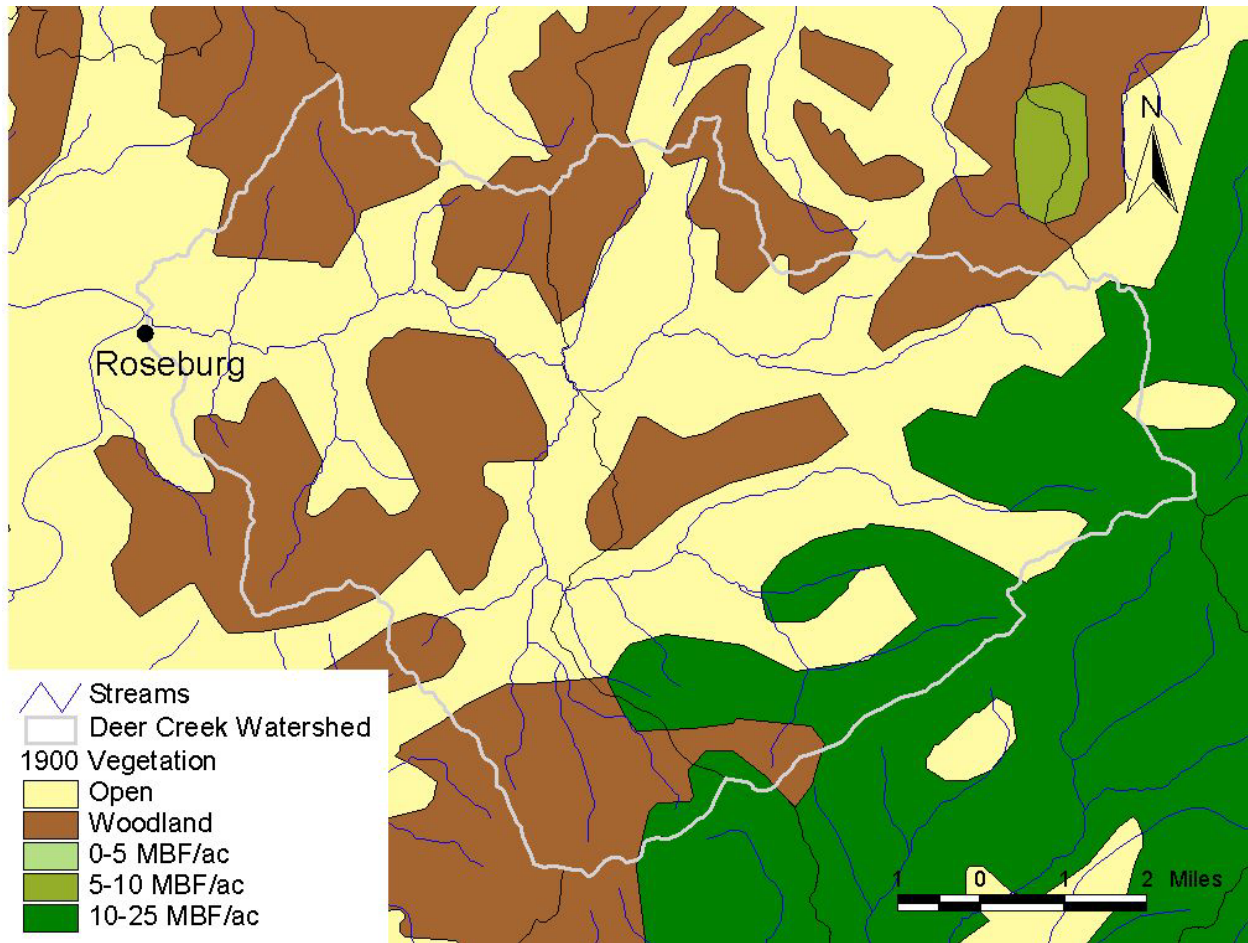 N
Roseburg
Streams
Deer Creek Watershed
1900 Vegetation
Open
Woodland
0-5 MBF/ac
5-10 MBF/ac
10-25 MBF/ac
1 0 1 2 Miles